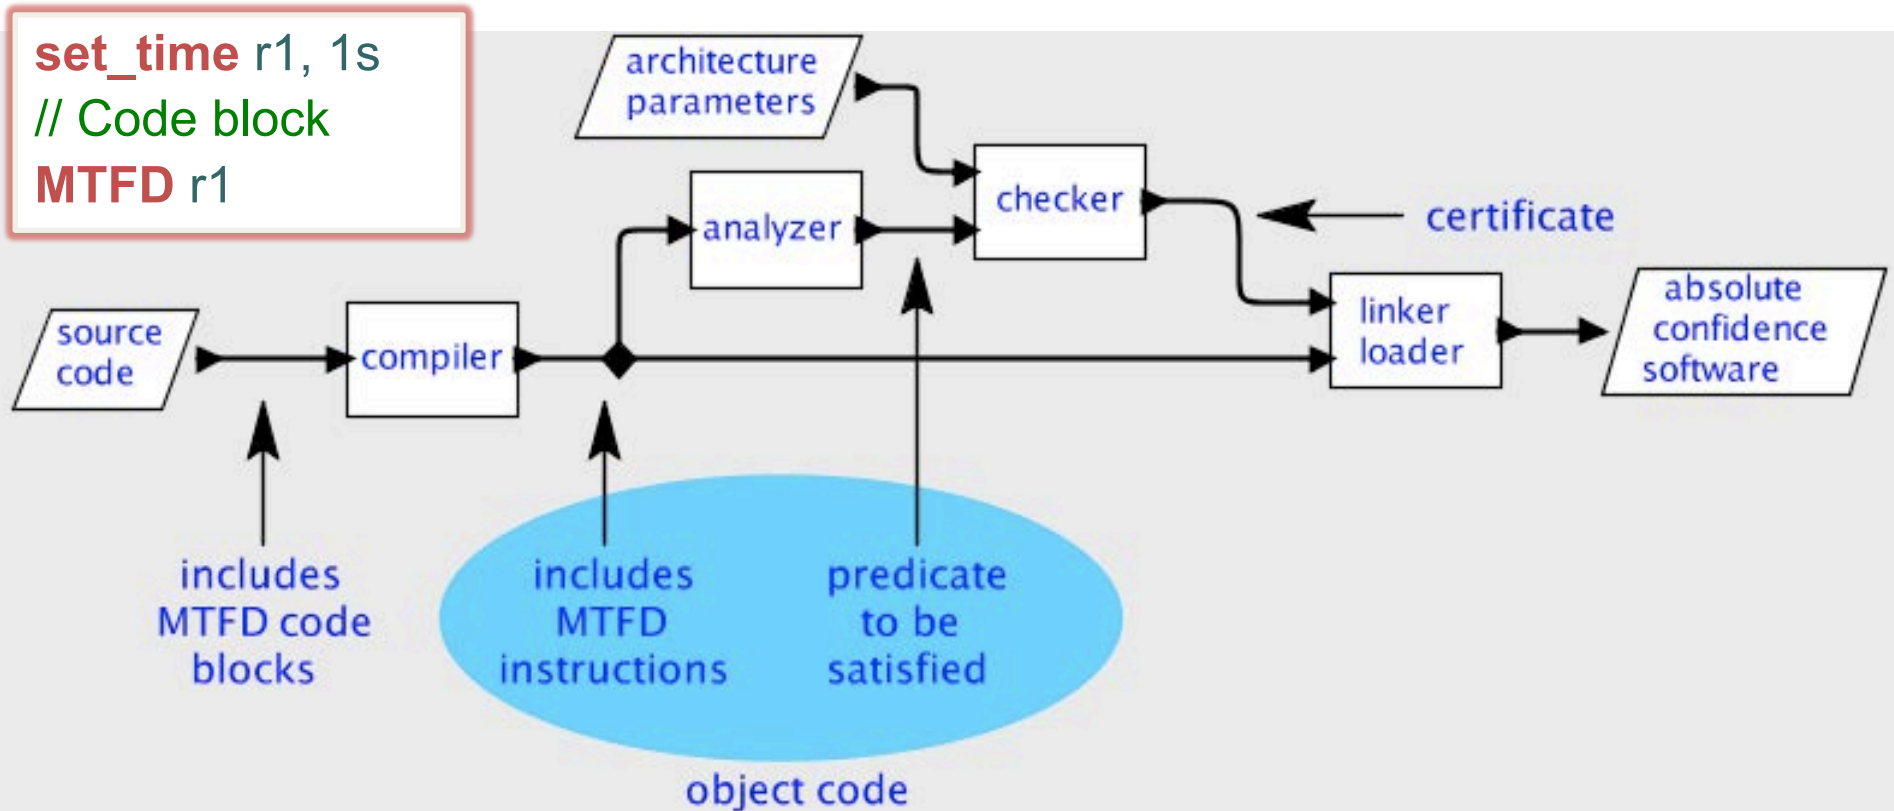 set_time r1, 1s
// Code block
MTFD r1
architecture
parameters
checker
analyzer
certificate
source
code
compiler
linker
loader
absolute
confidence
software
includes
MTFD code
blocks
includes
MTFD
instructions
predicate
to be
satisfied
object code